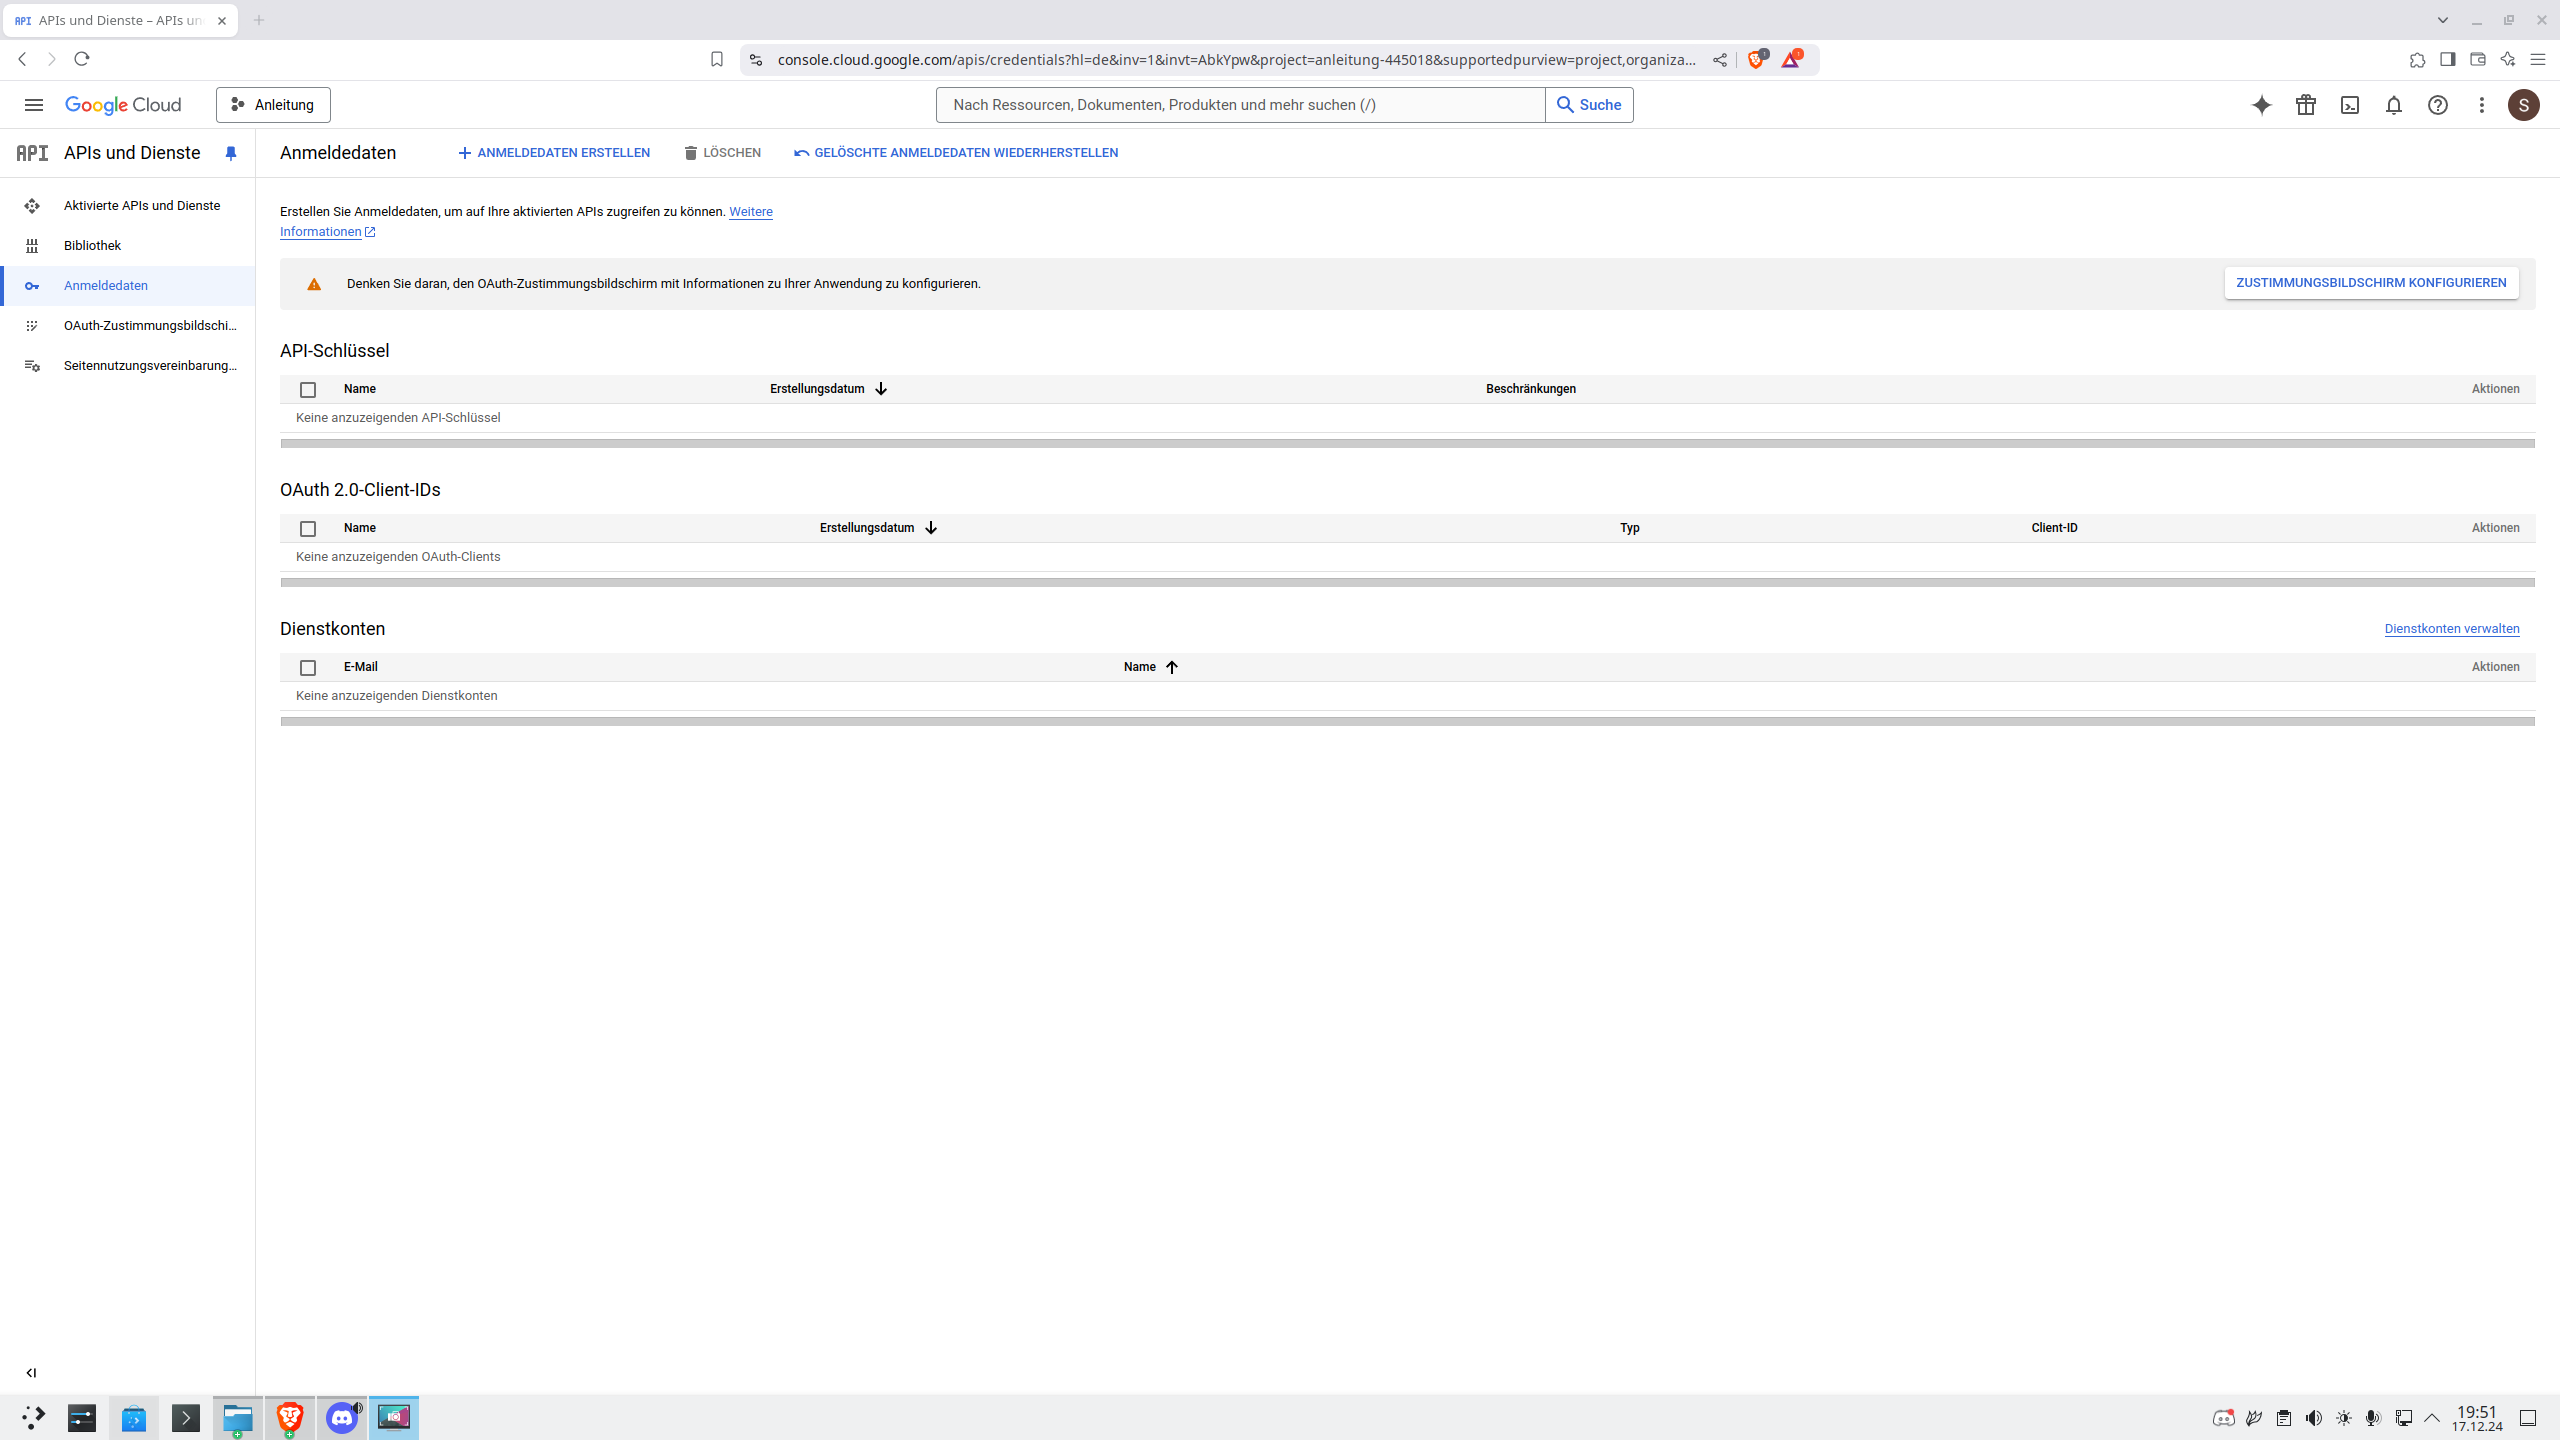 API APIs und Dienste – APIs un
console.cloud.google.com/apis/credentials?hl=de&inv=1&invt=AbkYpw&project=anleitung-445018&supportedpurview=project,organiza...
1
1
Google Cloud
Anleitung
Nach Ressourcen, Dokumenten, Produkten und mehr suchen (/)
Suche
S
API APIs und Dienste
Anmeldedaten
ANMELDEDATEN ERSTELLEN
LÖSCHEN
GELÖSCHTE ANMELDEDATEN WIEDERHERSTELLEN
Aktivierte APIs und Dienste
Bibliothek
Anmeldedaten
OAuth-Zustimmungsbildschi...
Seitennutzungsvereinbarung...
Erstellen Sie Anmeldedaten, um auf Ihre aktivierten APIs zugreifen zu können. Weitere
Informationen
Denken Sie daran, den OAuth-Zustimmungsbildschirm mit Informationen zu Ihrer Anwendung zu konfigurieren.
ZUSTIMMUNGSBILDSCHIRM KONFIGURIEREN
API-Schlüssel
Name Erstellungsdatum Beschränkungen Aktionen
Keine anzuzeigenden API-Schlüssel
OAuth 2.0-Client-IDs
Name Erstellungsdatum Typ Client-ID Aktionen
Keine anzuzeigenden OAuth-Clients
Dienstkonten
Dienstkonten verwalten
E-Mail Name Aktionen
Keine anzuzeigenden Dienstkonten
19:51
17.12.24